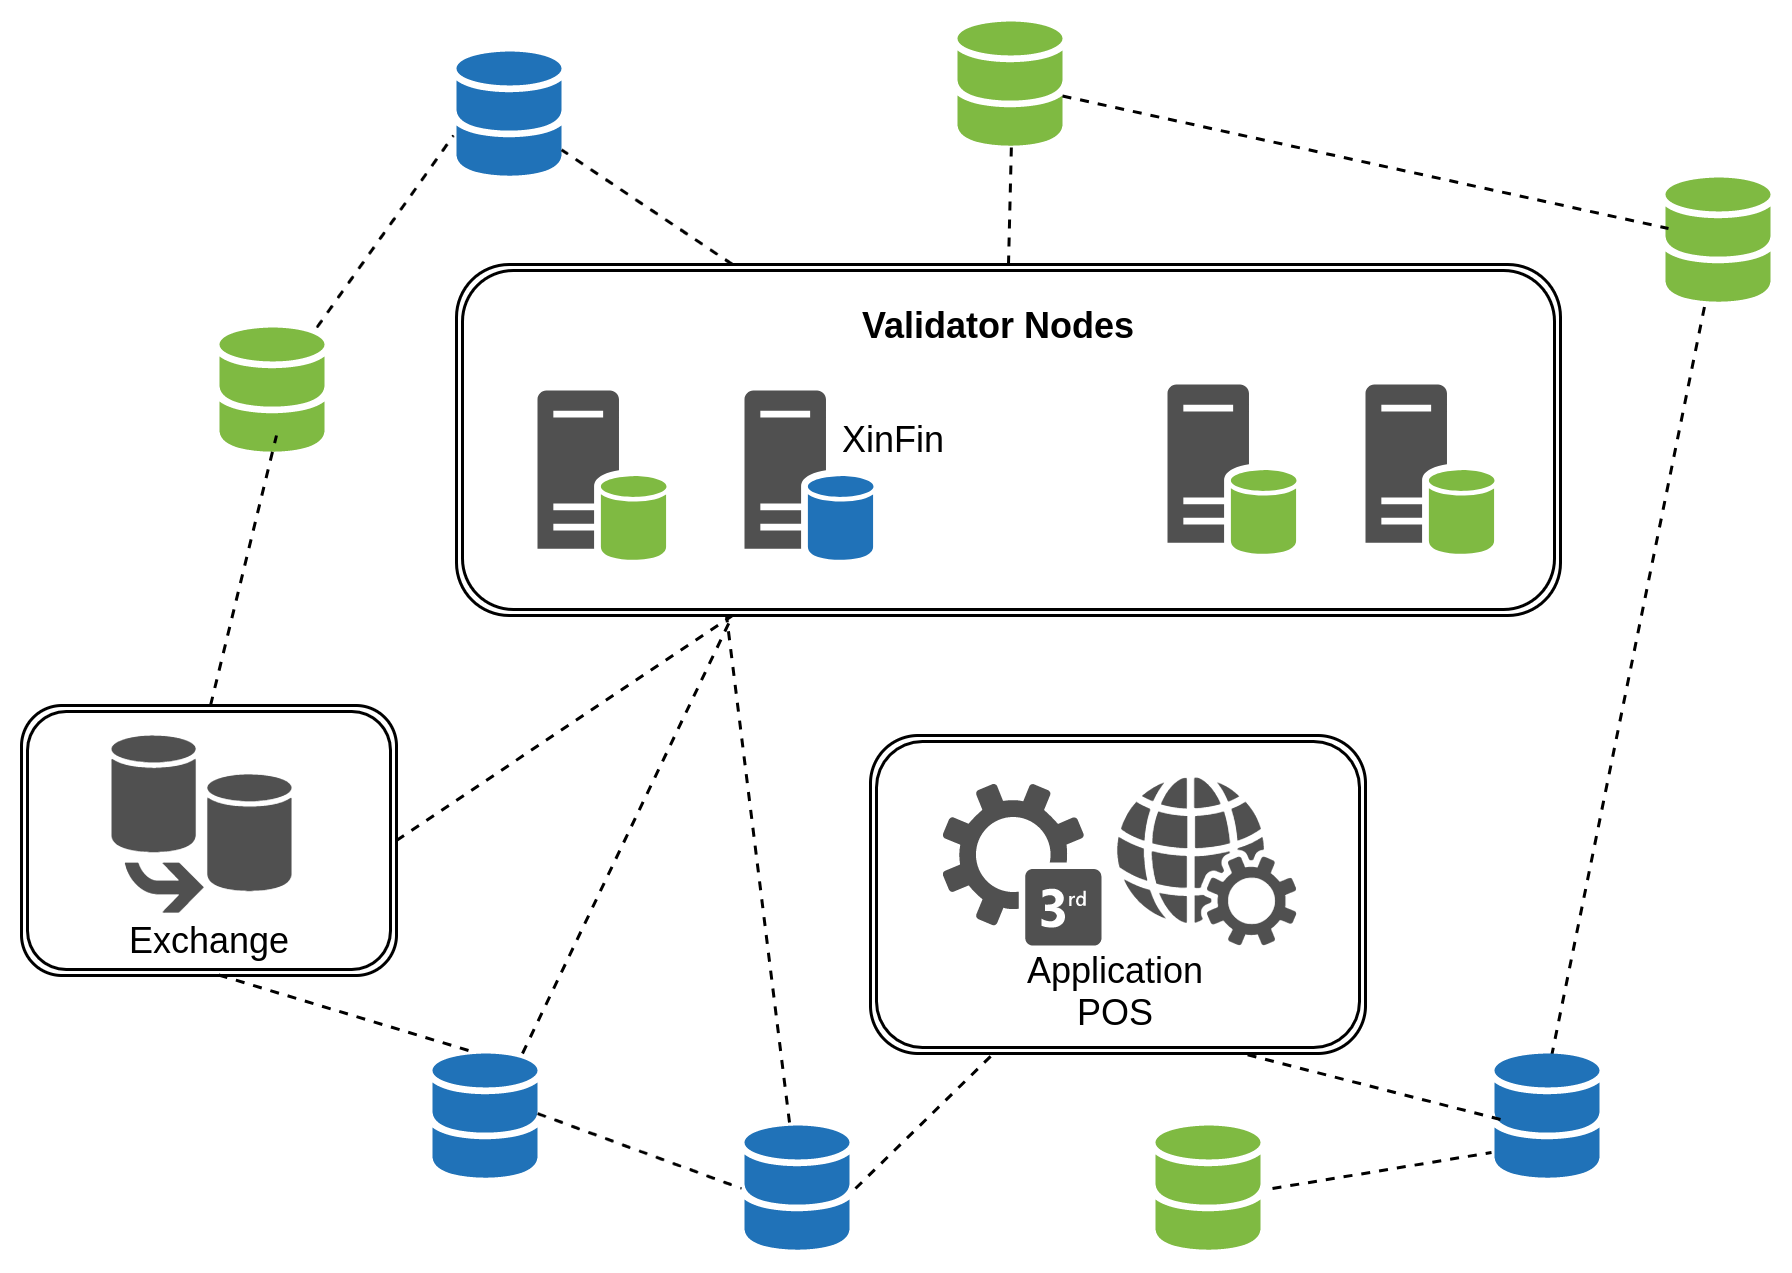 Validator Nodes
XinFin
Exchange
3rd
Application
POS